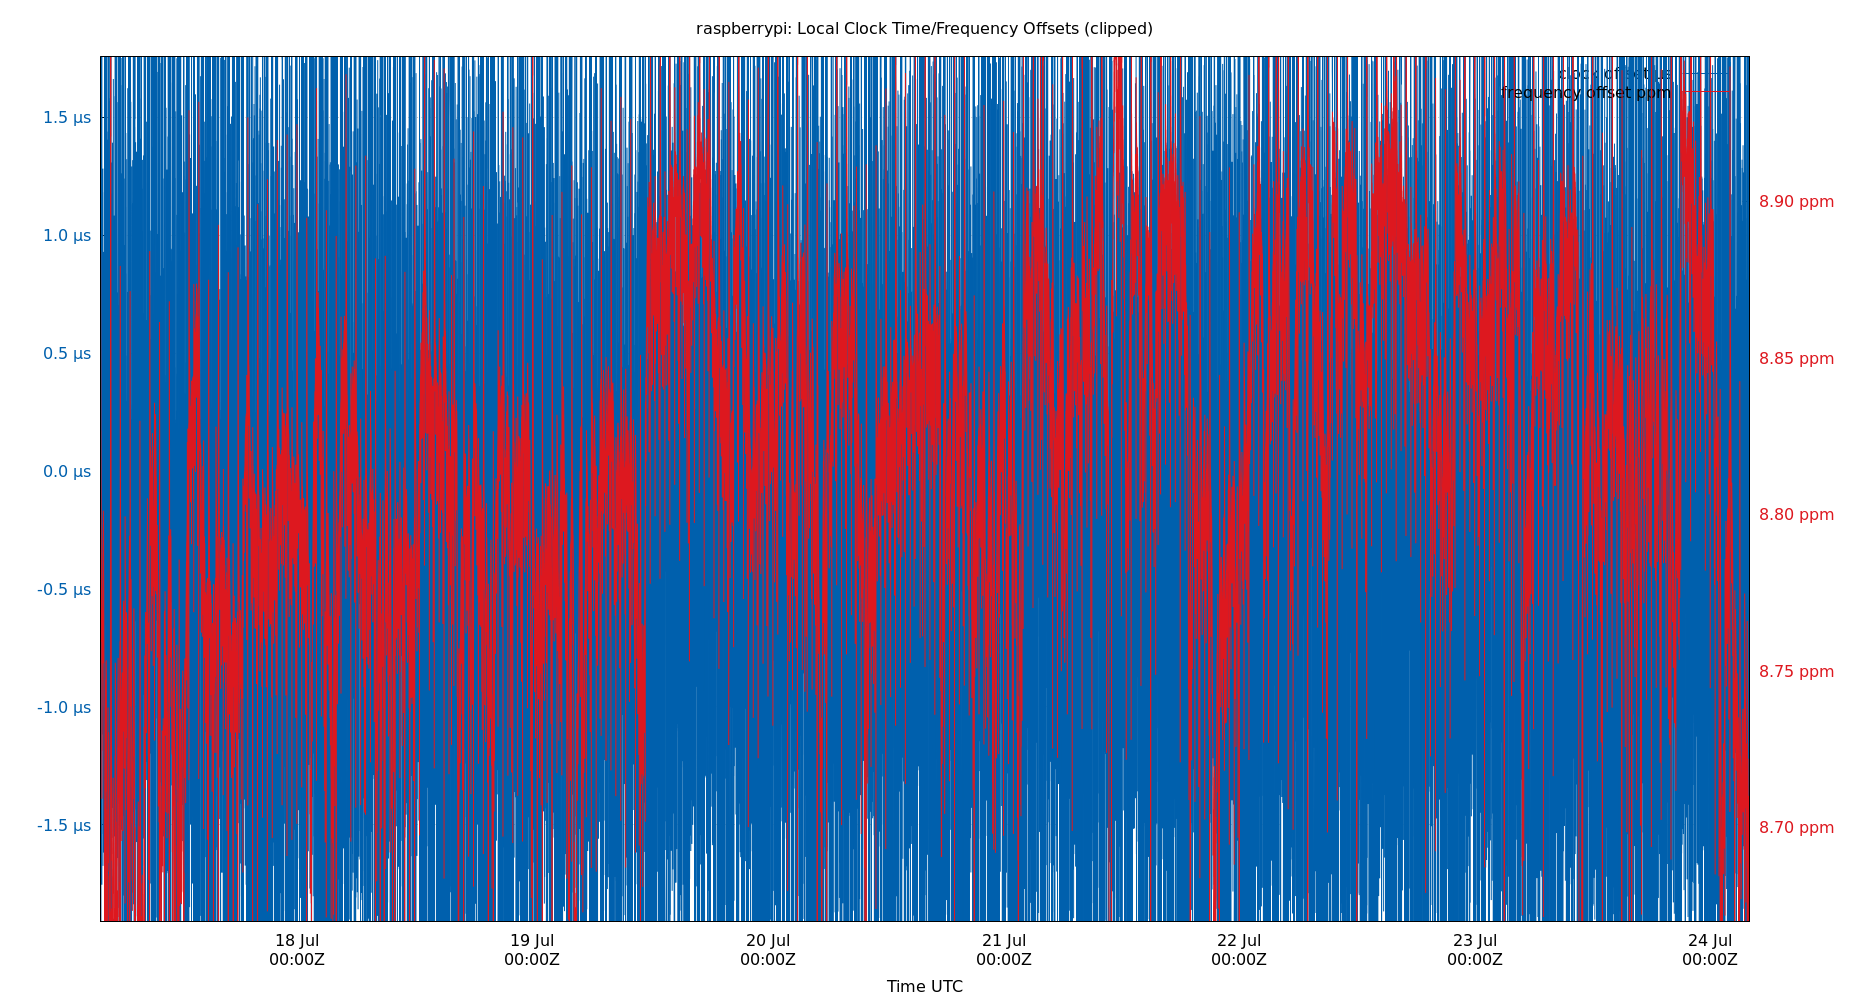 raspberrypi: Local Clock Time/Frequency Offsets (clipped)
clock offset µs
frequency offset ppm
1.5 µs
1.0 µs
0.5 µs
0.0 µs
-0.5 µs
-1.0 µs
-1.5 µs
8.90 ppm
8.85 ppm
8.80 ppm
8.75 ppm
8.70 ppm
18 Jul
00:00Z
19 Jul
00:00Z
20 Jul
00:00Z
21 Jul
00:00Z
22 Jul
00:00Z
23 Jul
00:00Z
24 Jul
00:00Z
Time UTC